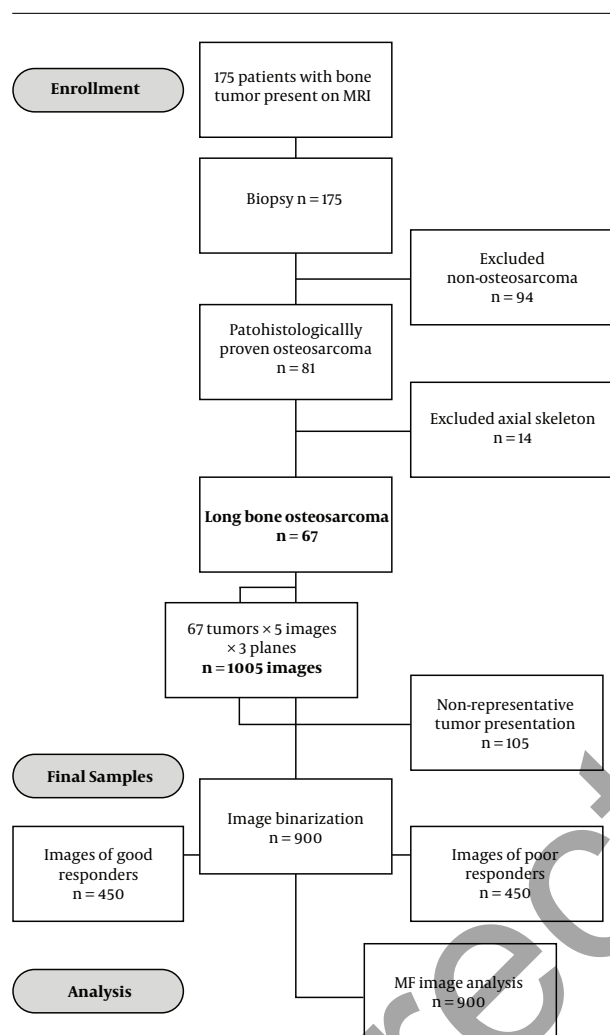 Enrollment
175 patients with bone
tumor present on MRI
Biopsy n = 175
Excluded
non-osteosarcoma
n = 94
Patohistologicallly
proven osteosarcoma
n = 81
Excluded axial skeleton
n = 14
Long bone osteosarcoma
n = 67
67 tumors × 5 images
× 3 planes
n = 1005 images
Non-representative
tumor presentation
n = 105
Final Samples
Image binarization
n = 900
Images of good
responders
n = 450
Images of poor
responders
n = 450
Analysis
MF image analysis
n = 900